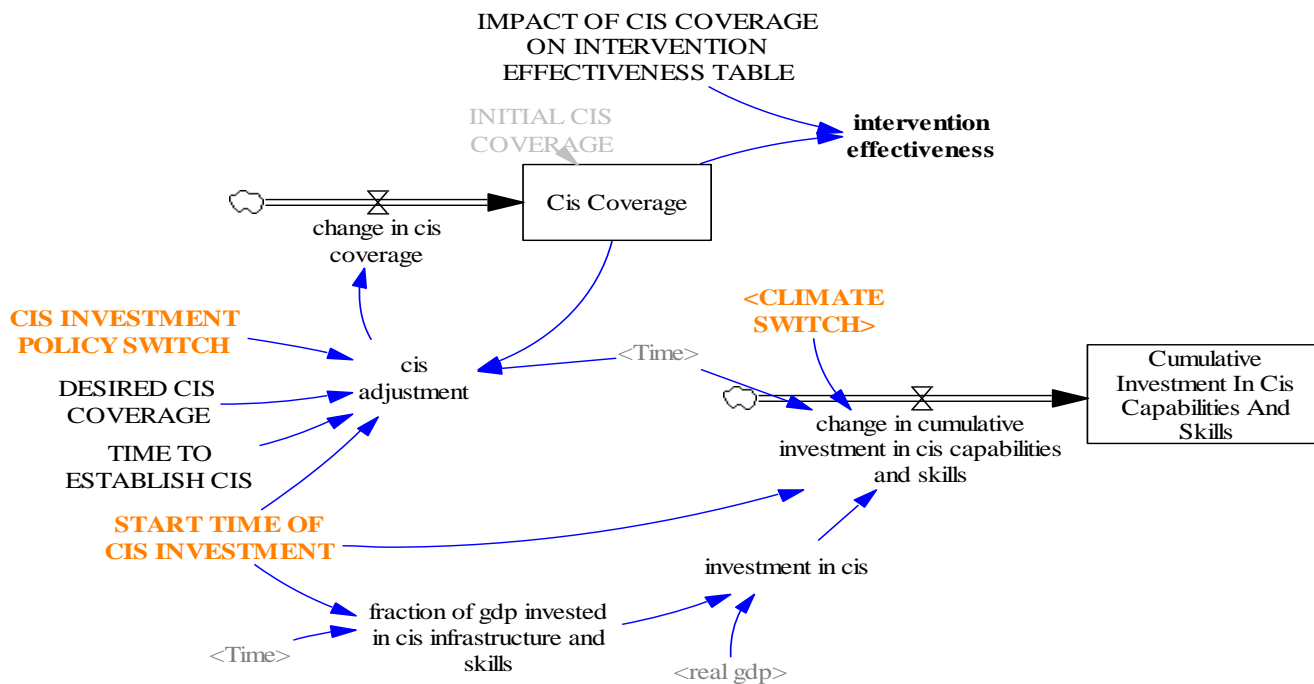 IMPACT OF CIS COVERAGE
ON INTERVENTION
EFFECTIVENESS TABLE
INITIAL CIS
COVERAGE
intervention
effectiveness
Cis Coverage
change in cis
coverage
<CLIMATE
SWITCH>
CIS INVESTMENT
POLICY SWITCH
cis
adjustment
<Time>
Cumulative
Investment In Cis
Capabilities And
Skills
DESIRED CIS
COVERAGE
change in cumulative
investment in cis capabilities
and skills
TIME TO
ESTABLISH CIS
START TIME OF
CIS INVESTMENT
investment in cis
fraction of gdp invested
in cis infrastructure and
skills
<Time>
<real gdp>